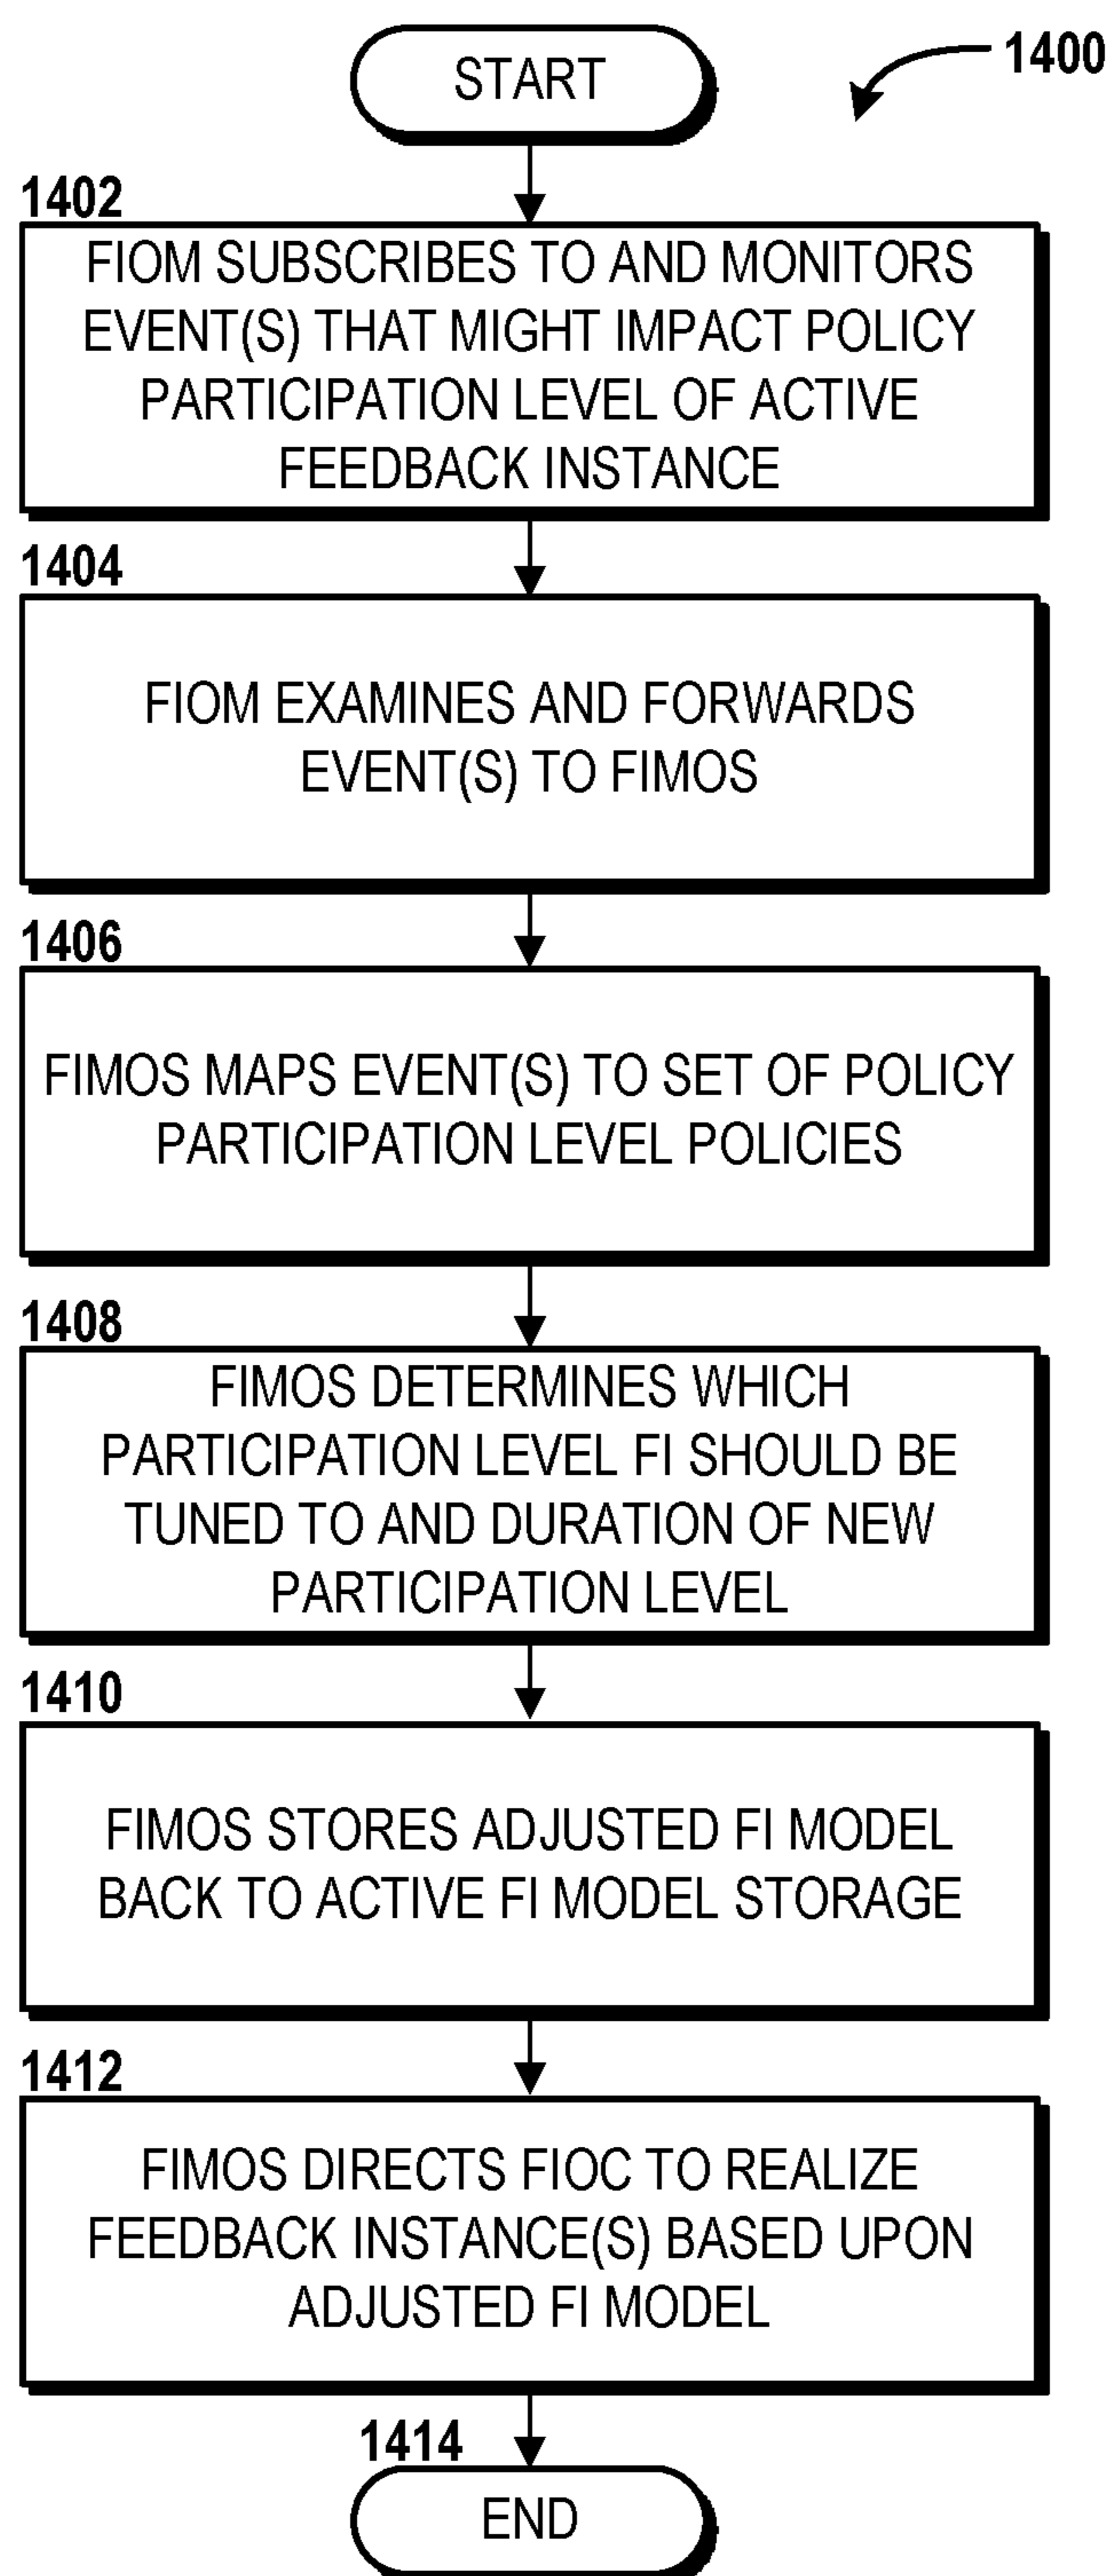 START
1400
1402
FIOM SUBSCRIBES TO AND MONITORS
EVENT(S) THAT MIGHT IMPACT POLICY
PARTICIPATION LEVEL OF ACTIVE
FEEDBACK INSTANCE
1404
FIOM EXAMINES AND FORWARDS
EVENT(S) TO FIMOS
1406
FIMOS MAPS EVENT(S) TO SET OF POLICY
PARTICIPATION LEVEL POLICIES
1408
FIMOS DETERMINES WHICH
PARTICIPATION LEVEL FI SHOULD BE
TUNED TO AND DURATION OF NEW
PARTICIPATION LEVEL
1410
FIMOS STORES ADJUSTED FI MODEL
BACK TO ACTIVE FI MODEL STORAGE
1412
FIMOS DIRECTS FIOC TO REALIZE
FEEDBACK INSTANCE(S) BASED UPON
ADJUSTED FI MODEL
1414
END